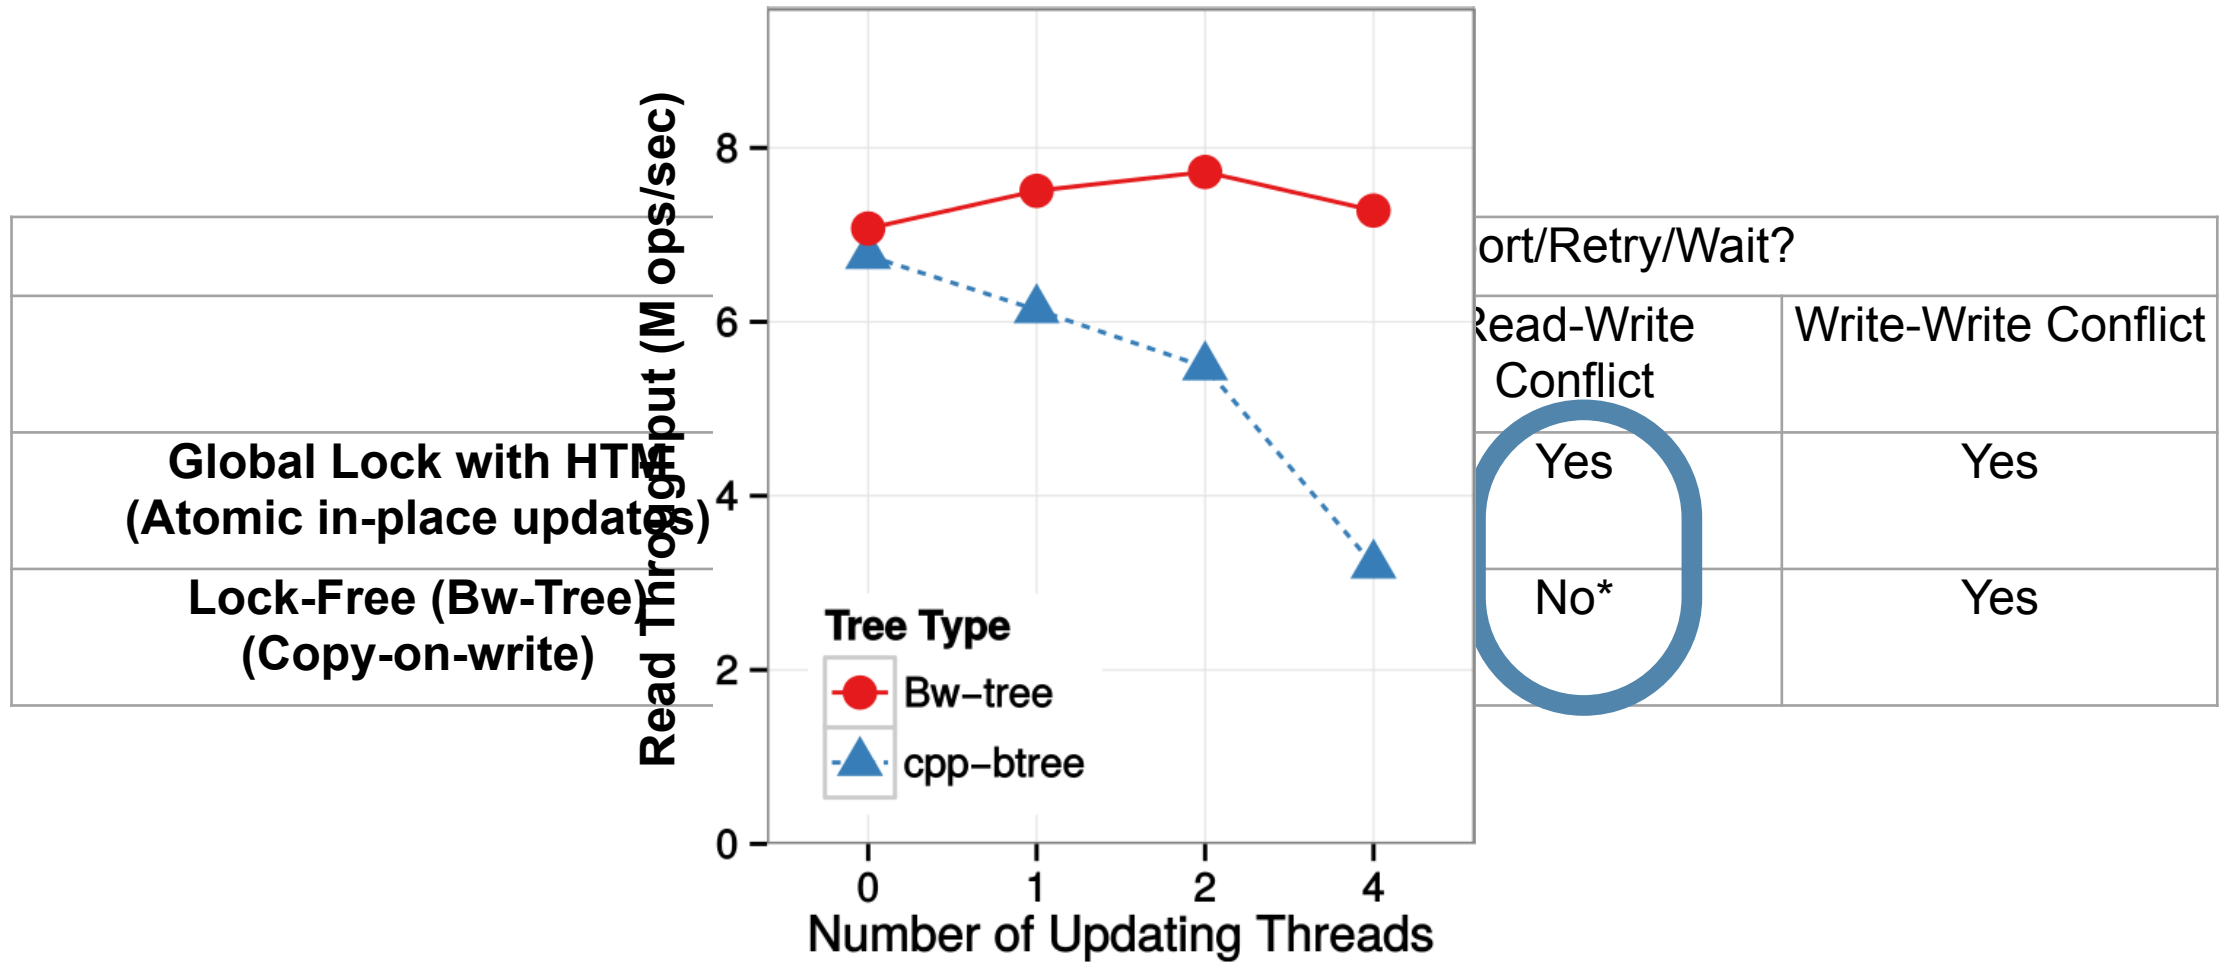 ort/Retry/Wait?
Read-Write
Conflict
Write-Write Conflict
Global Lock with HTM
(Atomic in-place updates)
Yes
Yes
Lock-Free (Bw-Tree)
(Copy-on-write)
No*
Yes
Read Throughput (M ops/sec)
8
6
4
2
0
Tree Type
Bw-tree
cpp-btree
0 1 2 4
Number of Updating Threads